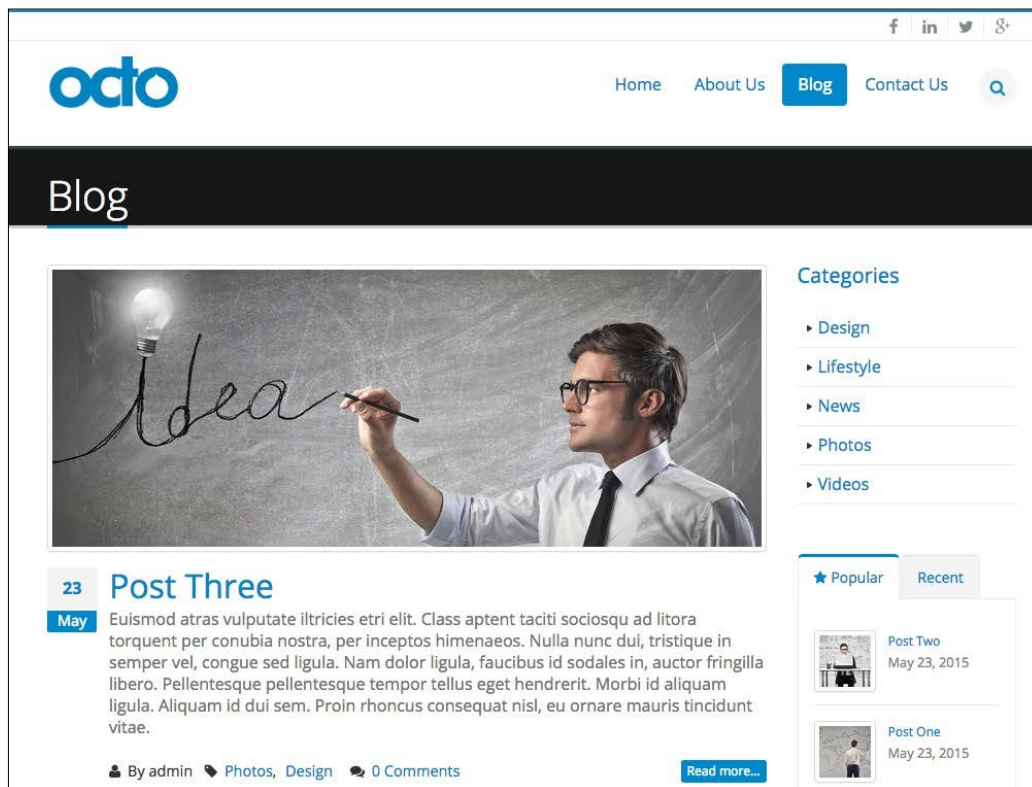 f in 8+
octo
Home About Us Blog Contact Us
Blog
idea
Categories
Design
Lifestyle
News
Photos
Videos
23
May
Post Three
Euismod atras vulputate iltricies etri elit. Class aptent taciti sociosqu ad litora
torquent per conubia nostra, per inceptos himenaeos. Nulla nunc dui, tristique in
semper vel, congue sed ligula. Nam dolor ligula, faucibus id sodales in, auctor fringilla
libero. Pellentesque pellentesque tempor tellus eget hendrerit. Morbi id aliquam
ligula. Aliquam id dui sem. Proin rhoncus consequat nisl, eu ornare mauris tincidunt
vitae.
By admin Photos, Design 0 Comments
Read more...
Popular Recent
Post Two
May 23, 2015
Post One
May 23, 2015